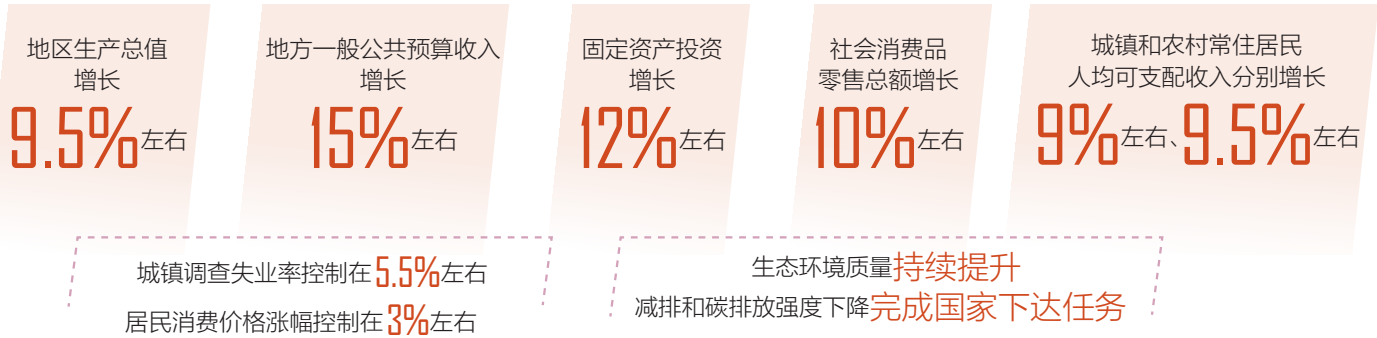 地区生产总值
增长
9.5%左右
地方一般公共预算收入
增长
15%左右
固定资产投资
增长
12%左右
社会消费品
零售总额增长
10%左右
城镇和农村常住居民
人均可支配收入分别增长
9%左右、9.5%左右
城镇调查失业率控制在5.5%左右
居民消费价格涨幅控制在3%左右
生态环境质量持续提升
减排和碳排放强度下降完成国家下达任务